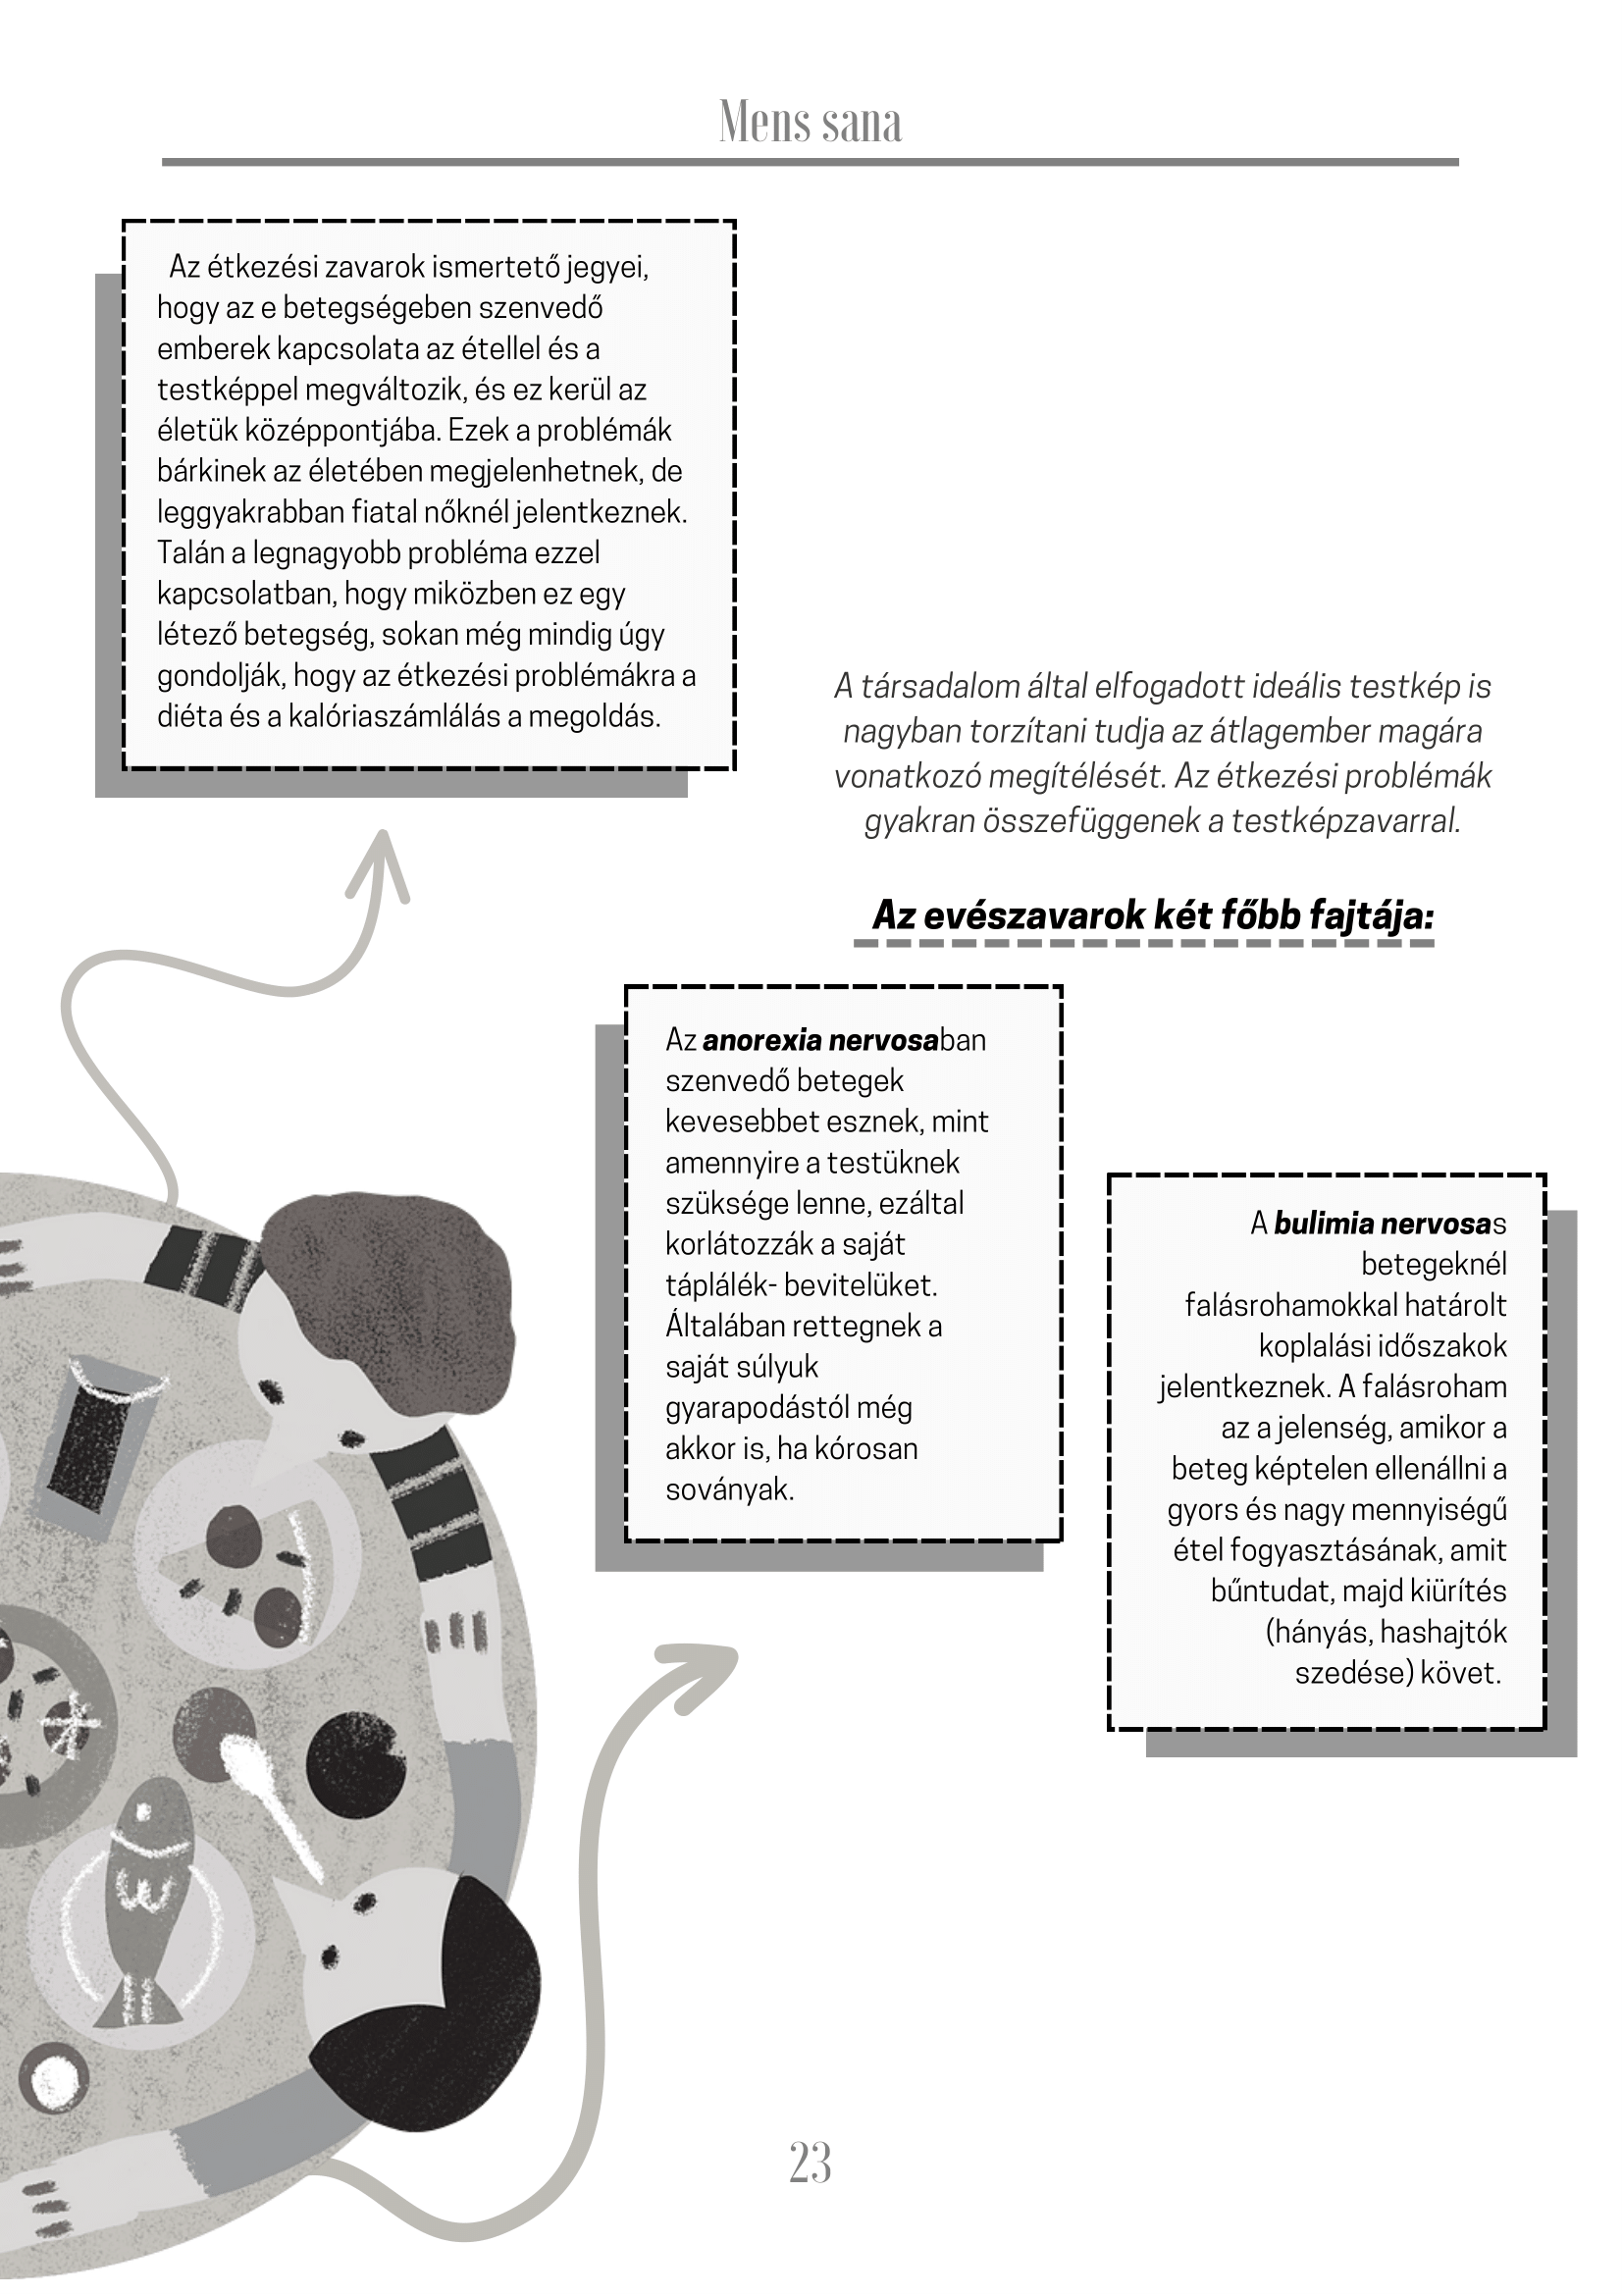 Mens sana
Az étkezési zavarok ismertető jegyei,
hogy az e betegségeben szenvedő
emberek kapcsolata az étellel és a
testképpel megváltozik, és ez kerül az
életük középpontjába. Ezek a problémák
bárkinek az életében megjelenhetnek, de
leggyakrabban fiatal nőknél jelentkeznek.
Talán a legnagyobb probléma ezzel
kapcsolatban, hogy miközben ez egy
létező betegség, sokan még mindig úgy
gondolják, hogy az étkezési problémákra a
diéta és a kalóriaszámlálás a megoldás.
A társadalom által elfogadott ideális testkép is
nagyban torzítani tudja az átlagember magára
vonatkozó megítélését. Az étkezési problémák
gyakran összefüggenek a testképzavarral.
Az evészavarok két főbb fajtája:
Az anorexia nervosaban
szenvedő betegek
kevesebbet esznek, mint
amennyire a testüknek
szüksége lenne, ezáltal
korlátozzák a saját
táplálék- bevitelüket.
Általában rettegnek a
saját súlyuk
gyarapodástól még
akkor is, ha kórosan
soványak.
A bulimia nervosas
betegeknél
falásrohamokkal határolt
koplalási időszakok
jelentkeznek. A falásroham
az a jelenség, amikor a
beteg képtelen ellenállni a
gyors és nagy mennyiségű
étel fogyasztásának, amit
bűntudat, majd kiürítés
(hányás, hashajtók
szedése) követ.
23